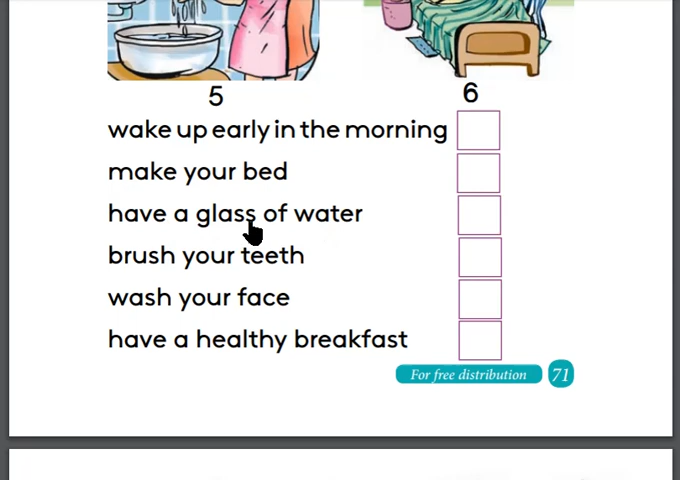 5
6
wake up early in the morning
make your bed
have a glass of water
brush your teeth
wash your face
have a healthy breakfast
For free distribution
71